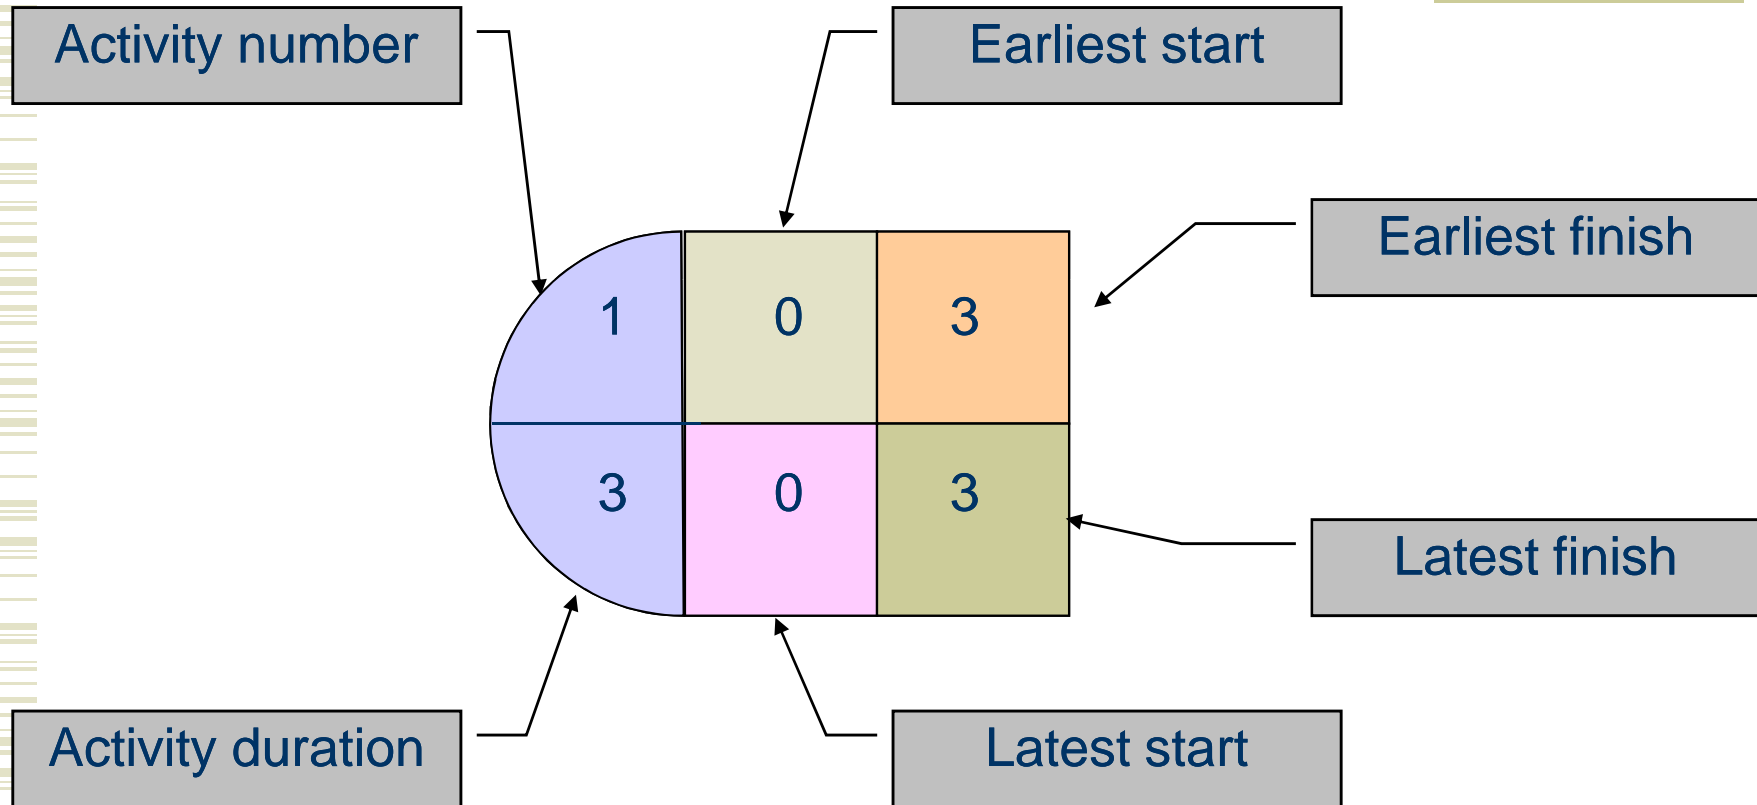 Activity number
Earliest start
Earliest finish
1 0 3
3 0 3
Latest finish
Activity duration
Latest start